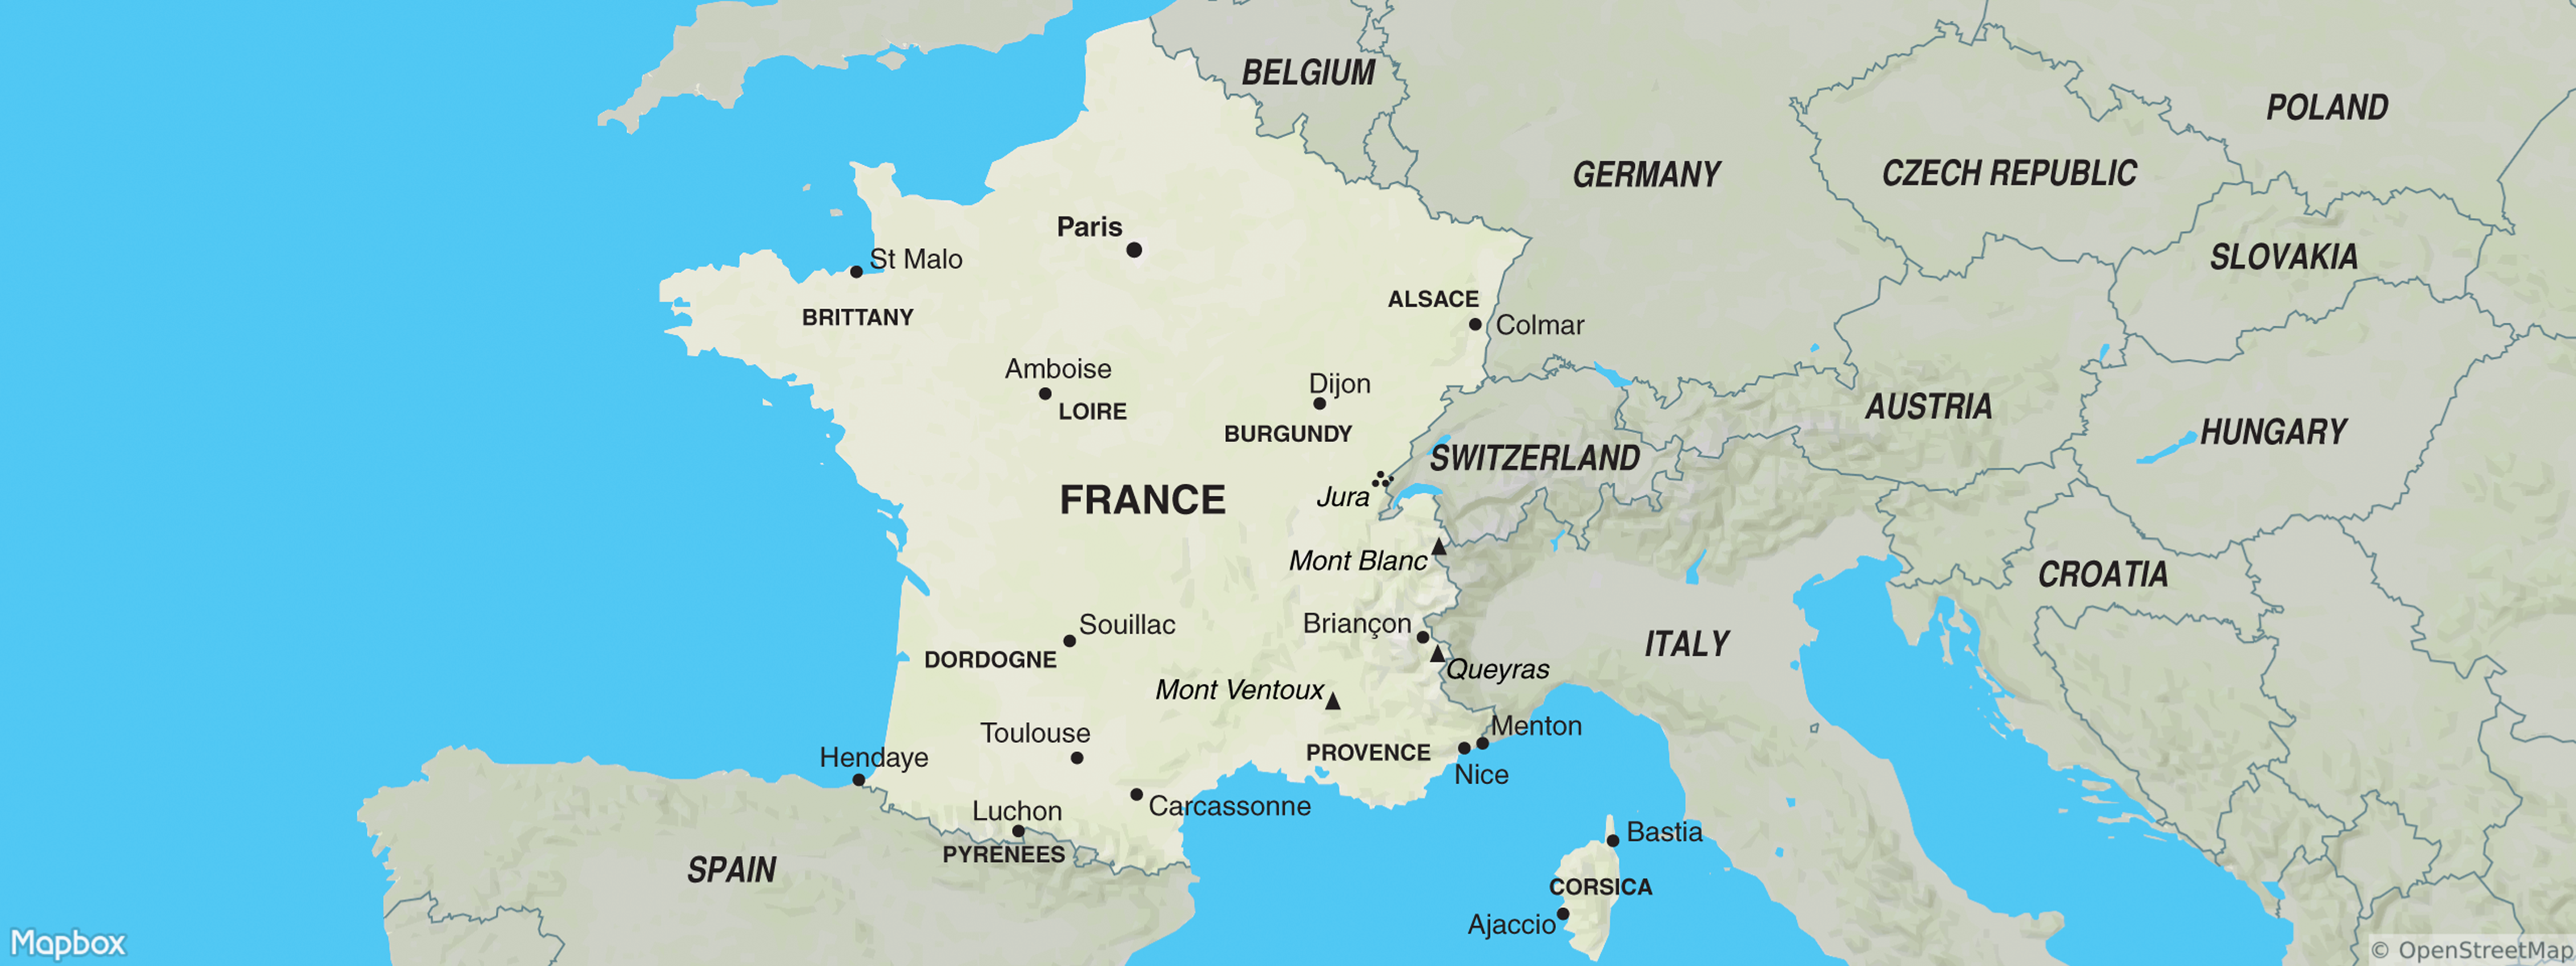 BELGIUM
POLAND
GERMANY
CZECH REPUBLIC
Paris
St Malo
SLOVAKIA
ALSACE
BRITTANY
Colmar
Amboise
Dijon
LOIRE
AUSTRIA
BURGUNDY
HUNGARY
SWITZERLAND
FRANCE
Jura
Mont Blanc
CROATIA
Souillac
Briançon
ITALY
DORDOGNE
Queyras
Mont Ventoux
Menton
Toulouse
PROVENCE
Hendaye
Nice
Luchon
Carcassonne
Bastia
PYRENEES
SPAIN
CORSICA
Ajaccio
Mapbox
© OpenStreetMap